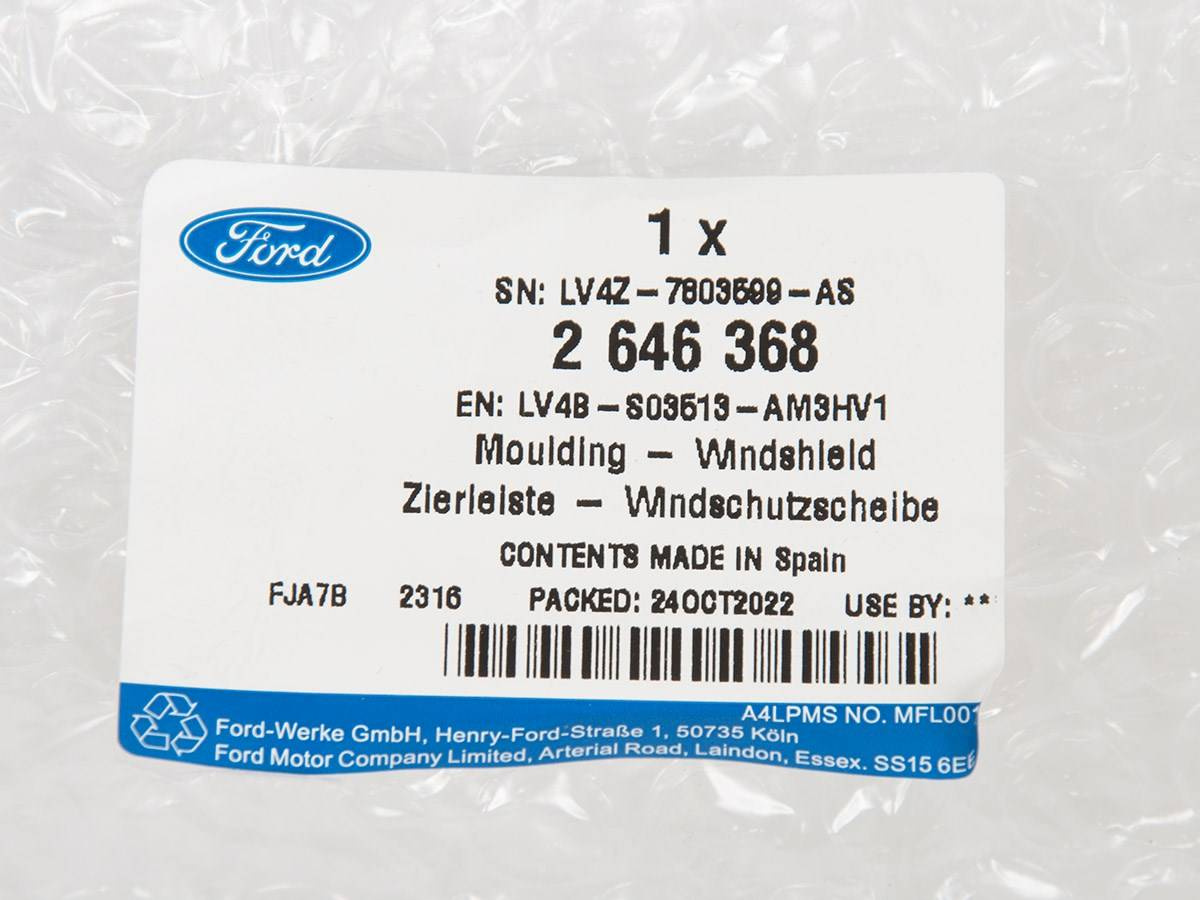 Ford
1 x
SN: LV4Z-7803599-AS
2 646 368
EN: LV4B-S03513-AM3HV1
Moulding - Windshield
Zierleiste - Windschutzscheibe
CONTENTS MADE IN Spain
FJA7B 2316 PACKED: 24OCT2022 USE BY: **
A4LPMS NO. MFL001
Ford-Werke GmbH, Henry-Ford-Straße 1, 50735 Köln
Ford Motor Company Limited, Arterial Road, Laindon, Essex. SS15 6EE